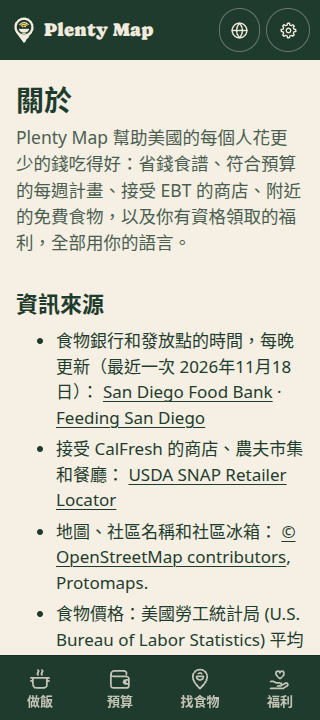 Plenty Map
關於
Plenty Map 幫助美國的每個人花更
少的錢吃得好：省錢食譜、符合預算
的每週計畫、接受 EBT 的商店、附近
的免費食物，以及你有資格領取的福
利，全部用你的語言。
資訊來源
• 食物銀行和發放點的時間，每晚
更新（最近一次 2026年11月18
日）： San Diego Food Bank ·
Feeding San Diego
• 接受 CalFresh 的商店、農夫市集
和餐廳： USDA SNAP Retailer
Locator
• 地圖、社區名稱和社區冰箱： ©
OpenStreetMap contributors,
Protomaps.
• 食物價格：美國勞工統計局 (U.S.
Bureau of Labor Statistics) 平均
做飯
預算
找食物
福利